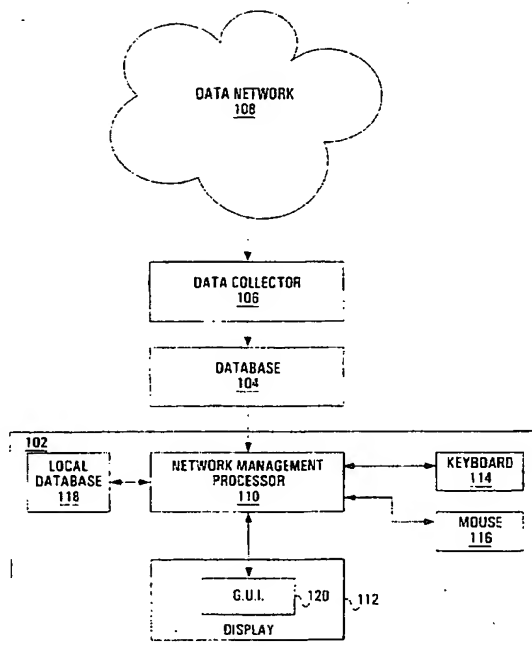 DATA NETWORK
108
DATA COLLECTOR
106
DATABASE
104
102
LOCAL
DATABASE
118
NETWORK MANAGEMENT
PROCESSOR
110
KEYBOARD
114
MOUSE
116
G.U.I.
120
112
DISPLAY